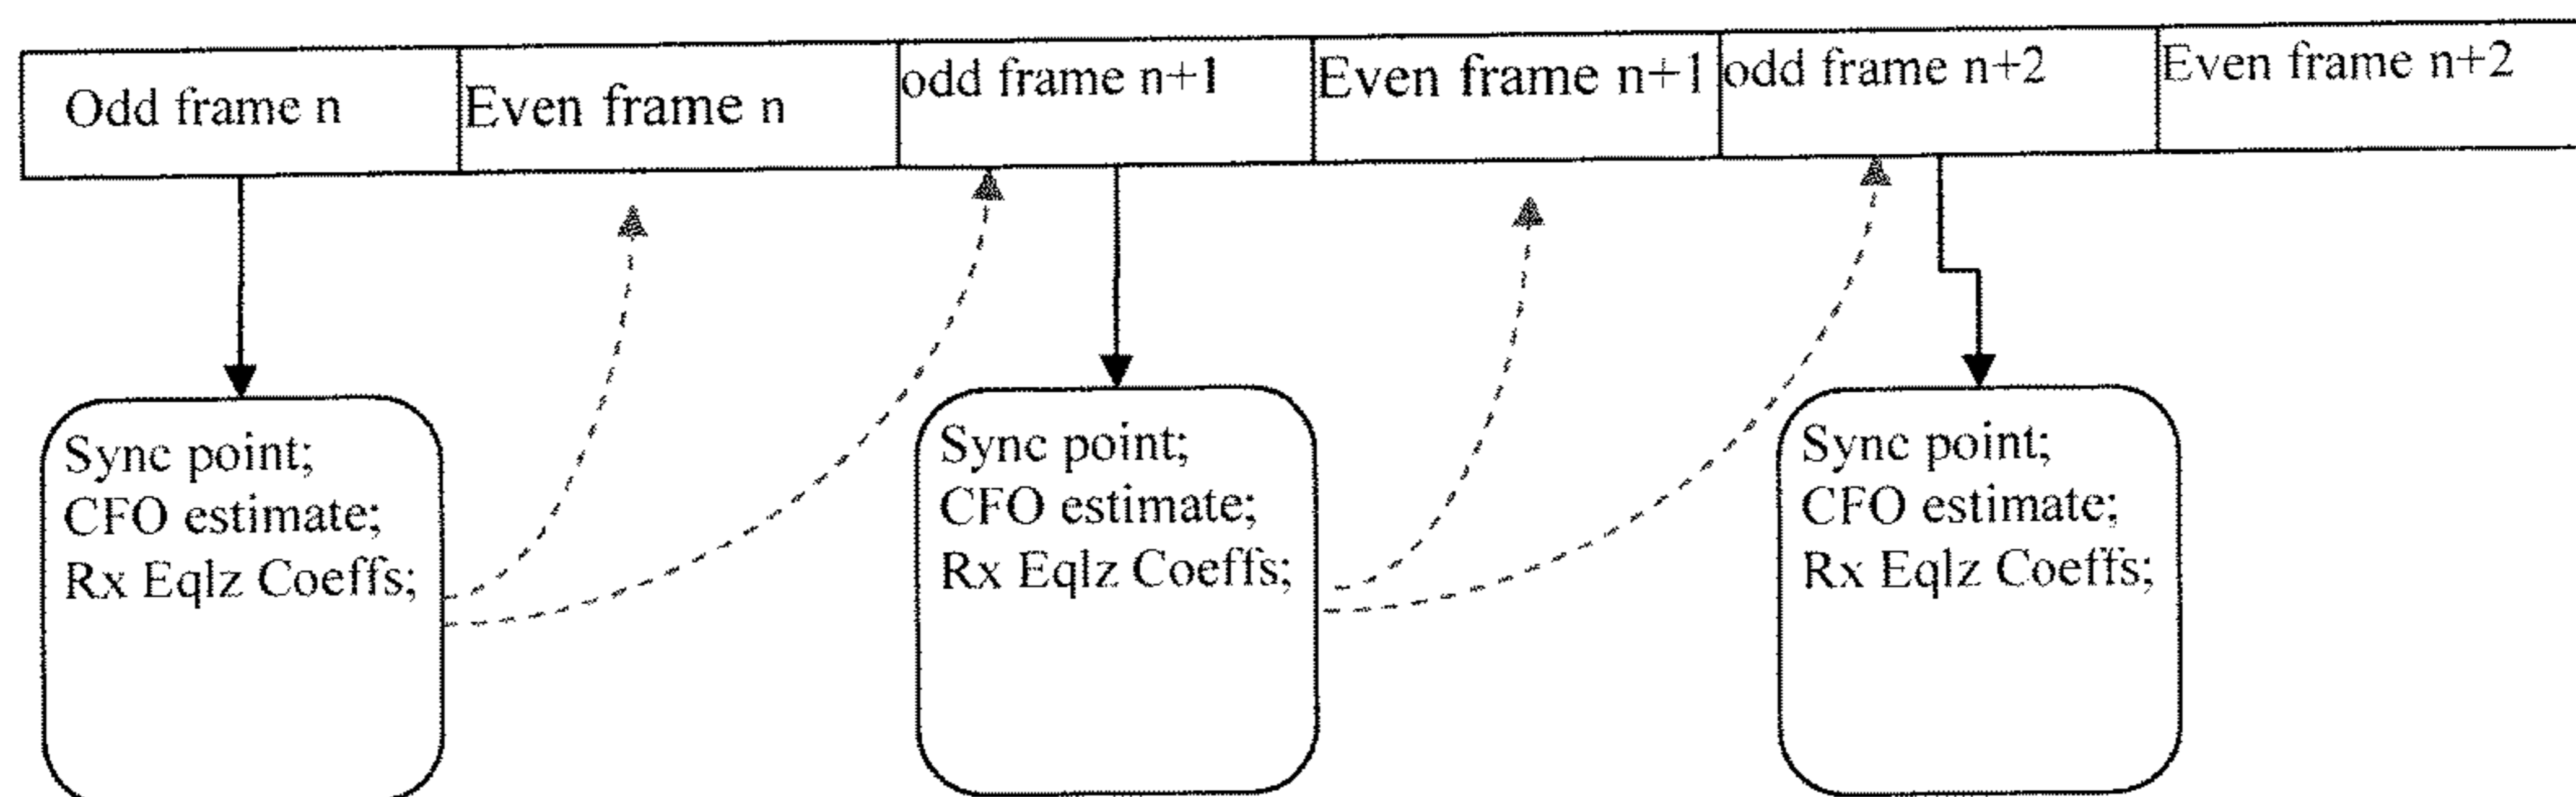 Odd frame n
Even frame n
odd frame n+1
Even frame n+1
odd frame n+2
Even frame n+2
Sync point;
CFO estimate;
Rx Eqlz Coeffs;
Sync point;
CFO estimate;
Rx Eqlz Coeffs;
Sync point;
CFO estimate;
Rx Eqlz Coeffs;